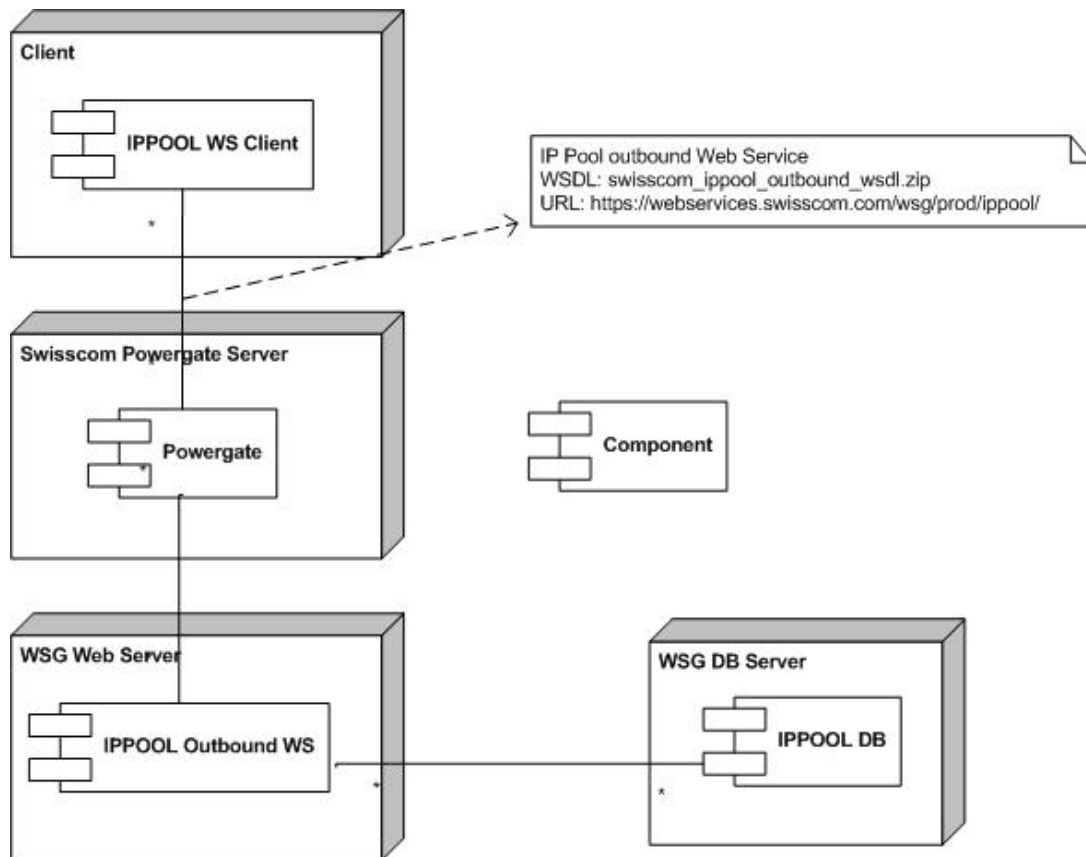 Client
IPPOOL WS Client
*
IP Pool outbound Web Service
WSDL: swisscom_ippool_outbound_wsdl.zip
URL: https://webservices.swisscom.com/wsg/prod/ippool/
Swisscom Powergate Server
*
Powergate
*
Component
WSG Web Server
*
IPPOOL Outbound WS
*
WSG DB Server
IPPOOL DB
*